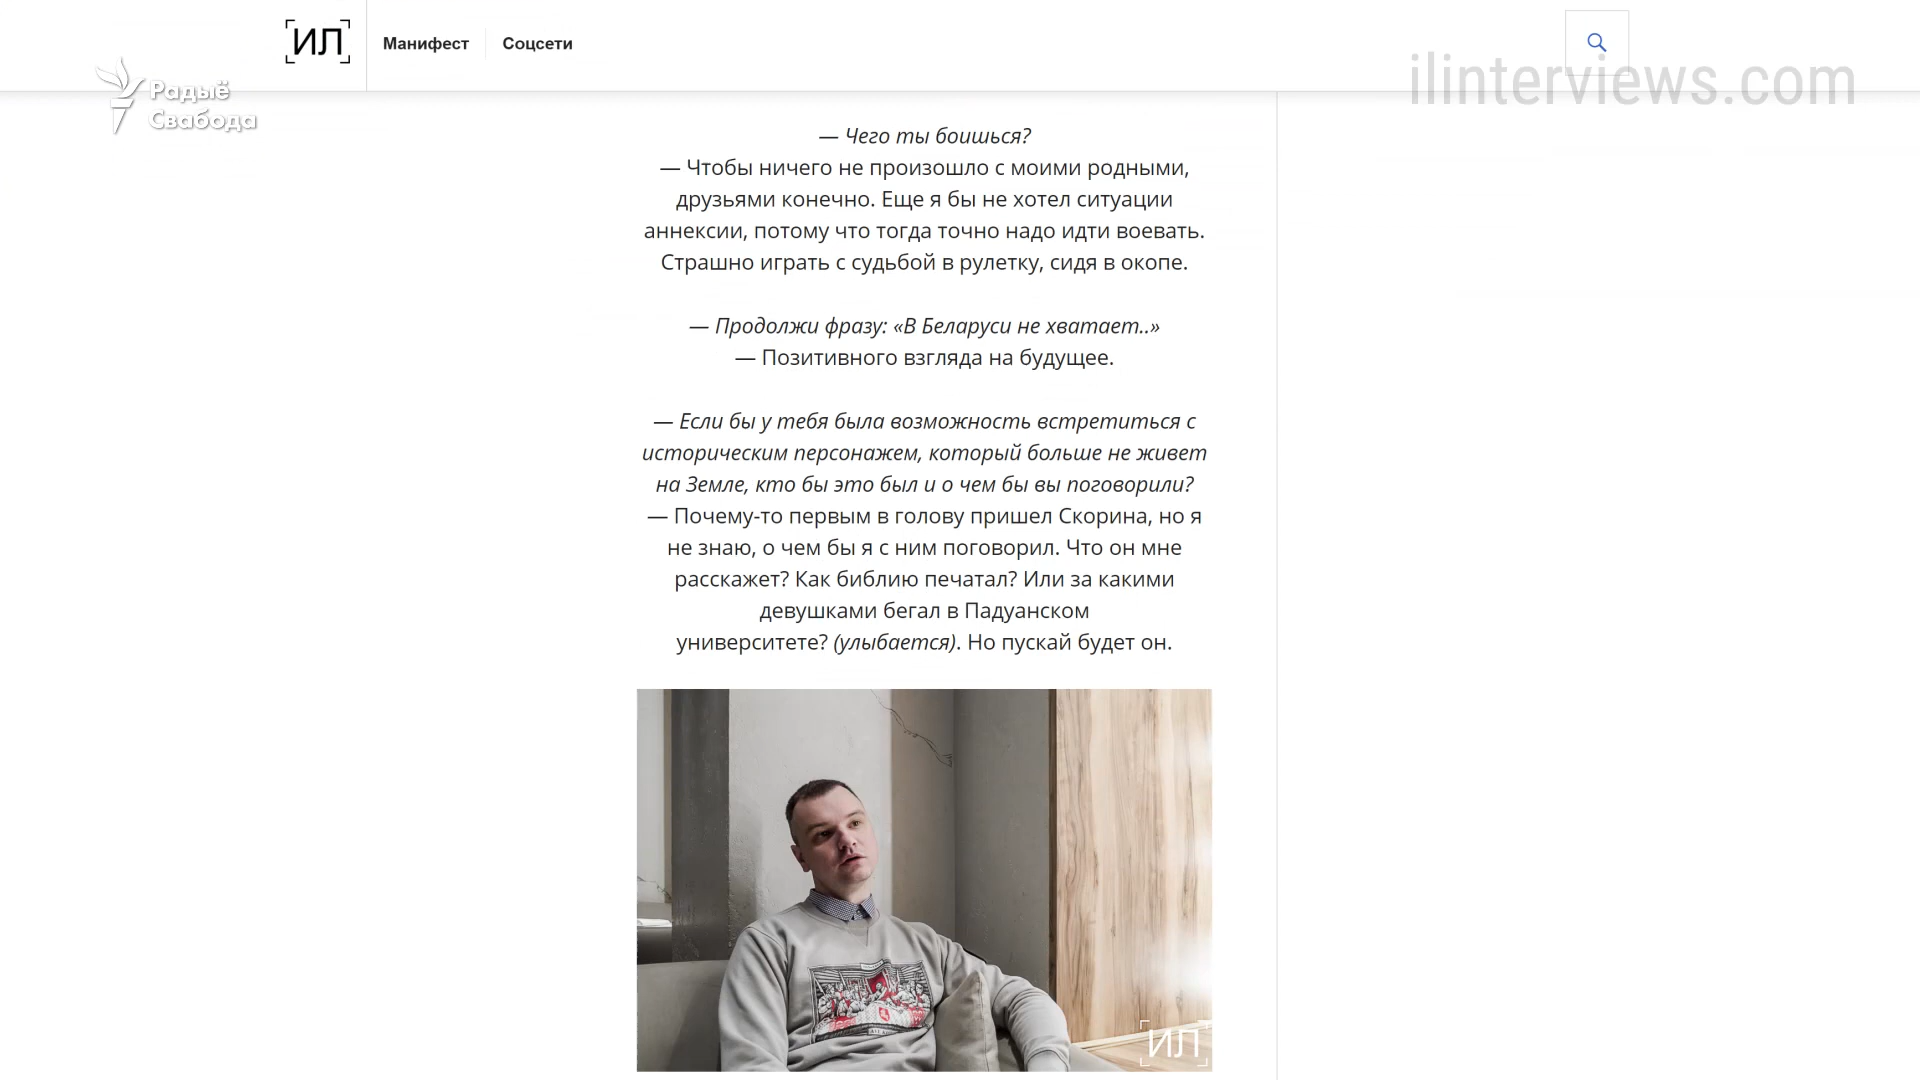 ИЛ
Манифест
Соцсети
Радыё
Свабода
ilinterviews.com
— Чего ты боишься?
— Чтобы ничего не произошло с моими родными,
друзьями конечно. Еще я бы не хотел ситуации
аннексии, потому что тогда точно надо идти воевать.
Страшно играть с судьбой в рулетку, сидя в окопе.
— Продолжи фразу: «В Беларуси не хватает..»
— Позитивного взгляда на будущее.
— Если бы у тебя была возможность встретиться с
историческим персонажем, который больше не живет
на Земле, кто бы это был и о чем бы вы поговорили?
— Почему-то первым в голову пришел Скорина, но я
не знаю, о чем бы я с ним поговорил. Что он мне
расскажет? Как библию печатал? Или за какими
девушками бегал в Падуанском
университете? (улыбается). Но пускай будет он.
ИЛ